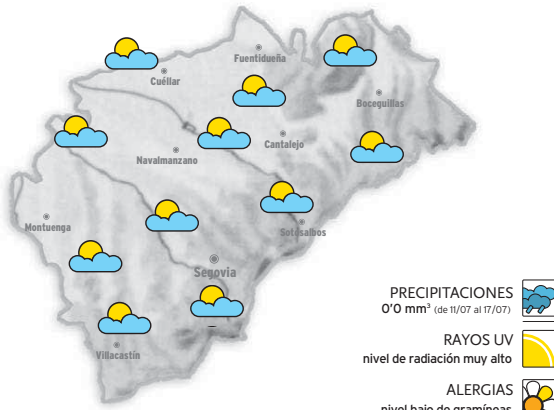 Fuentidueña
Cuéllar
Boceguillas
Cantalejo
Navalmanzano
Montuenga
Sotosalbos
Segovia
Villacastín
PRECIPITACIONES
0'0 mm³ (de 11/07 al 17/07)
RAYOS UV
nivel de radiación muy alto
ALERGIAS
nivel bajo de gramíneas